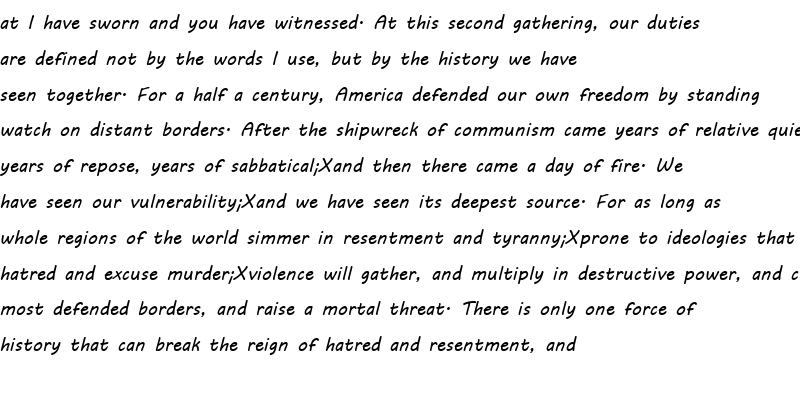 at I have sworn and you have witnessed. At this second gathering, our duties
are defined not by the words I use, but by the history we have
seen together. For a half a century, America defended our own freedom by standing
watch on distant borders. After the shipwreck of communism came years of relative quie
years of repose, years of sabbatical;Xand then there came a day of fire. We
have seen our vulnerability;Xand we have seen its deepest source. For as long as
whole regions of the world simmer in resentment and tyranny;Xprone to ideologies that
hatred and excuse murder;Xviolence will gather, and multiply in destructive power, and c
most defended borders, and raise a mortal threat. There is only one force of
history that can break the reign of hatred and resentment, and